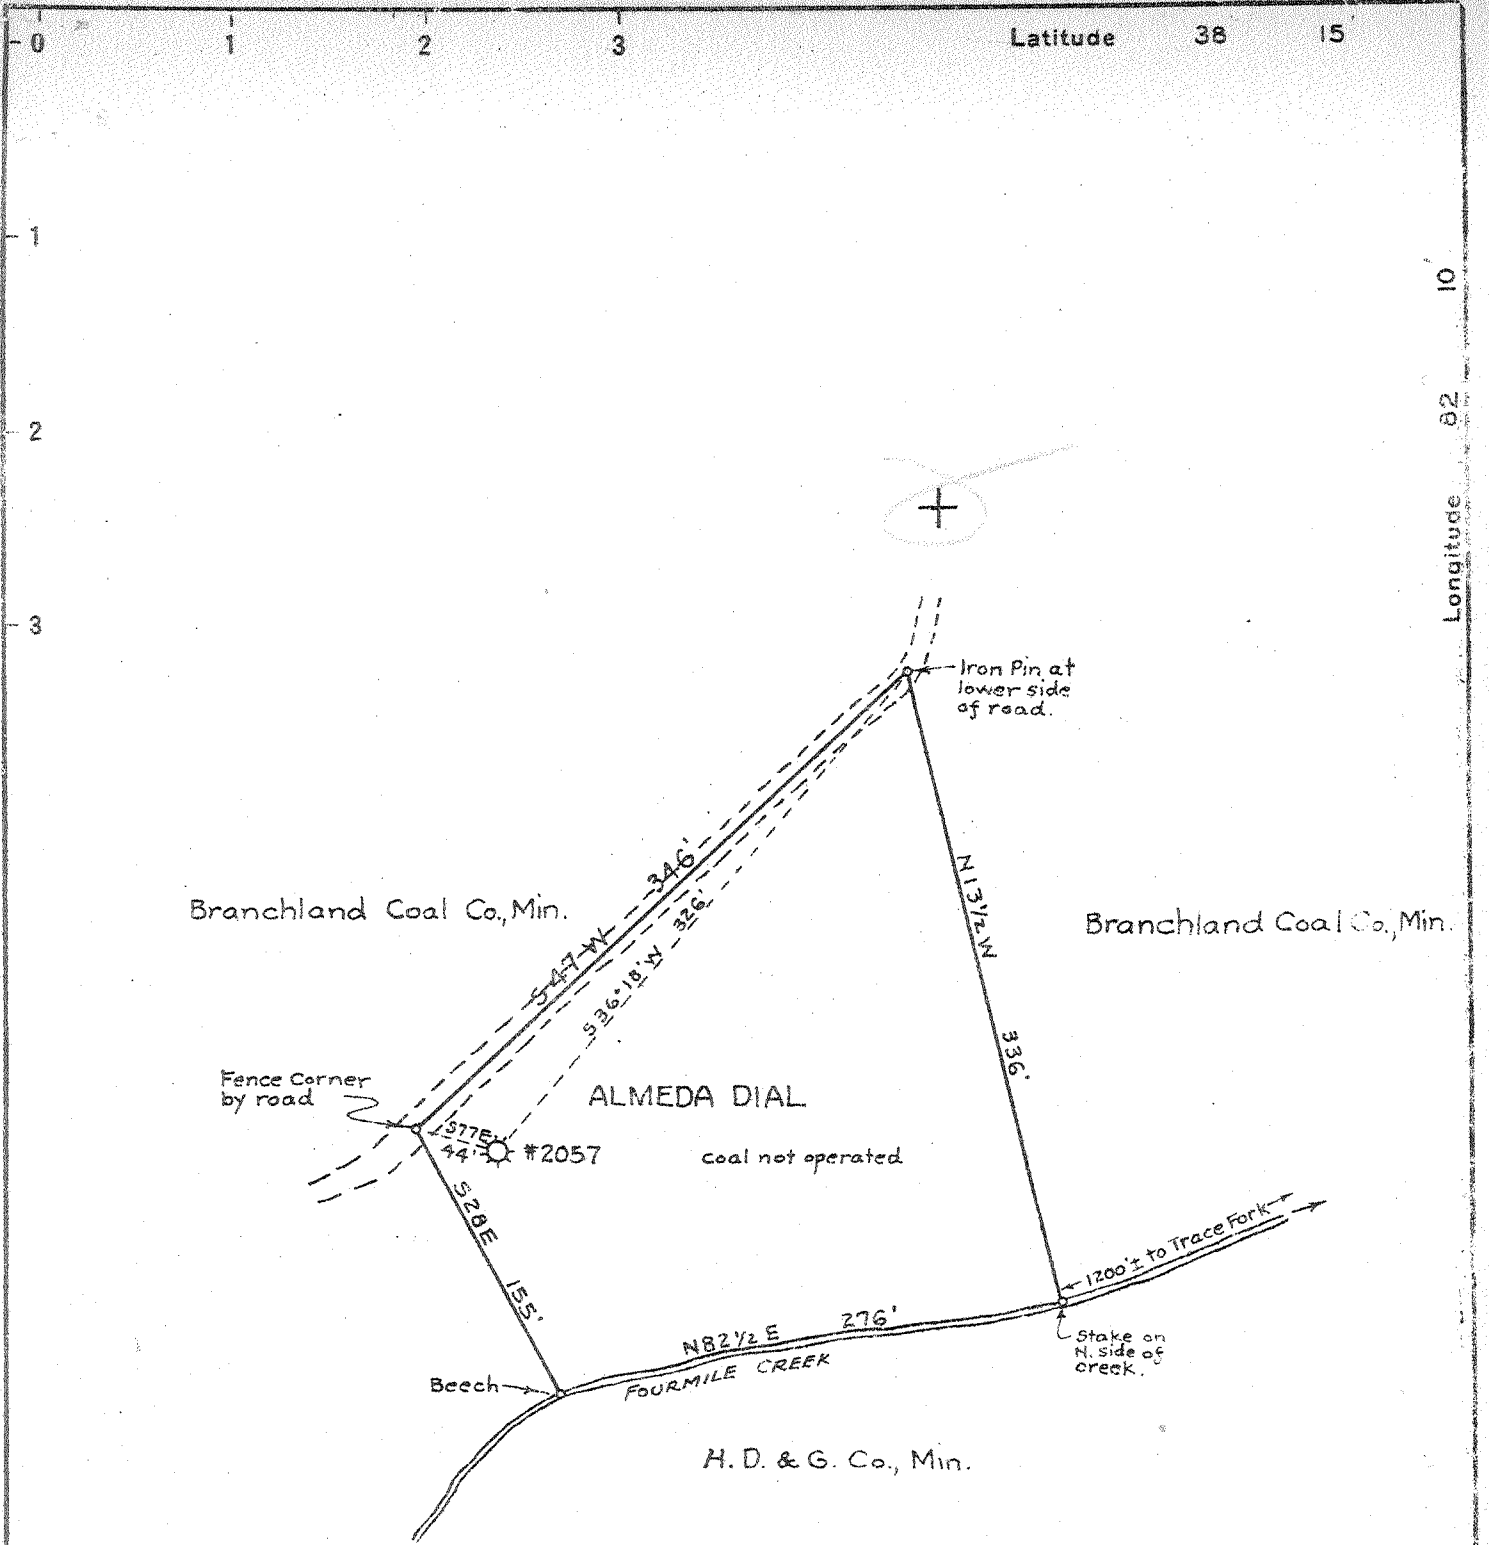 0 1 2 3 Latitude 38 15'
1
2
3
Longitude 82 10'
Iron Pin at
lower side
of road.
346'
S47W
326'
S36°18'W
N13½W
336'
Branchland Coal Co., Min.
Branchland Coal Co., Min.
Fence Corner
by road
ALMEDA DIAL
S77E
44'
#2057
coal not operated
S28E
155'
1200'± to Trace Fork
N82½E 276'
FOURMILE CREEK
Stake on
N. side of
creek.
Beech
H. D. & G. Co., Min.